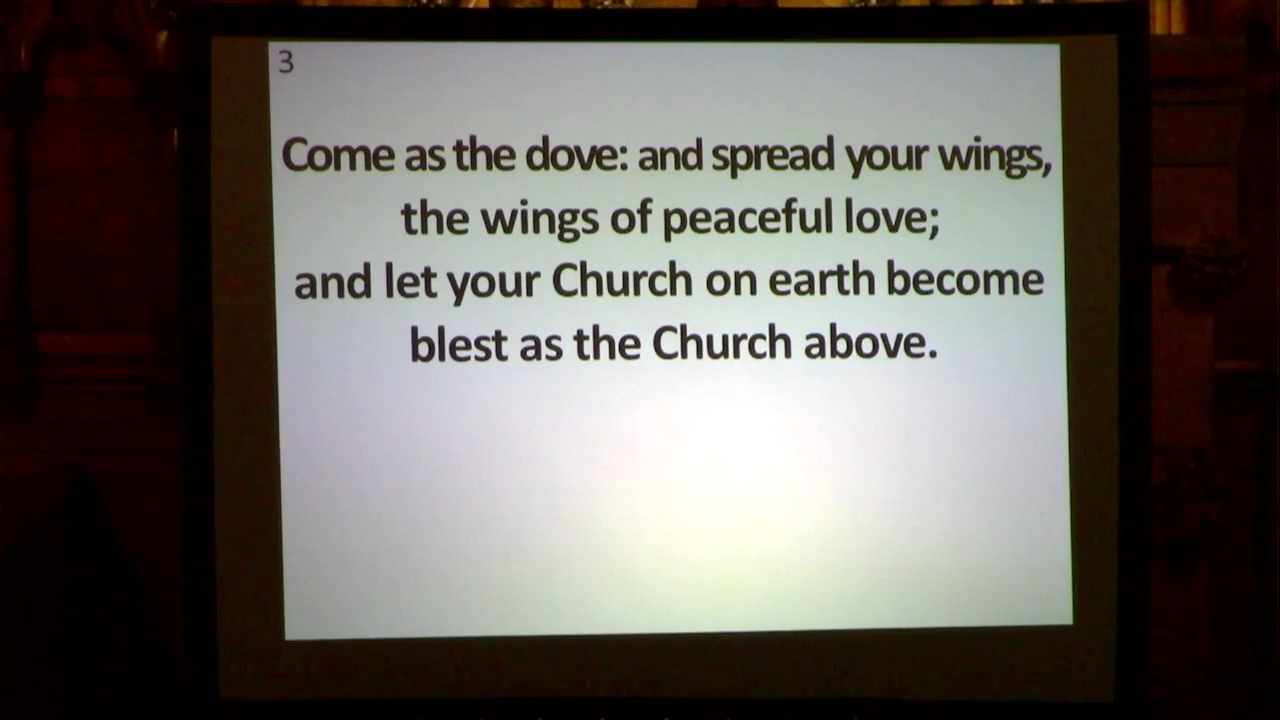 3
Come as the dove: and spread your wings,
the wings of peaceful love;
and let your Church on earth become
blest as the Church above.